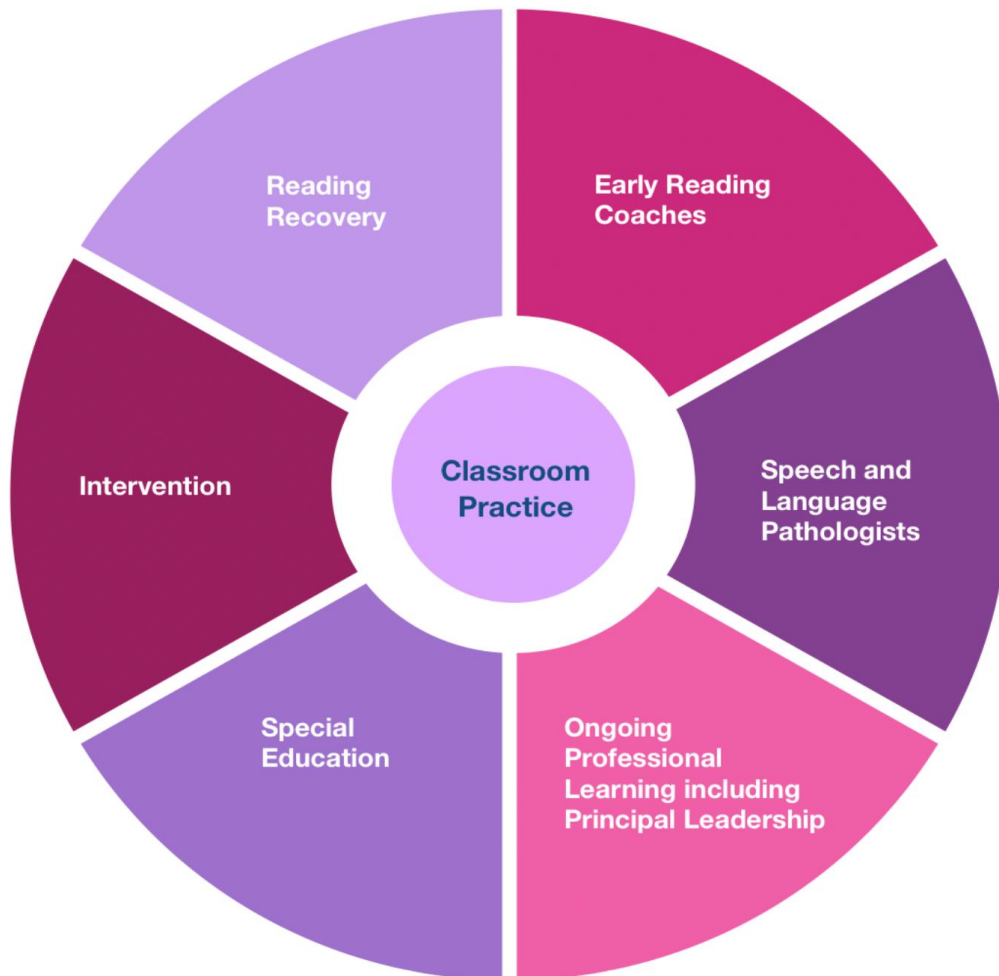 Reading
Recovery
Early Reading
Coaches
Intervention
Classroom
Practice
Speech and
Language
Pathologists
Special
Education
Ongoing
Professional
Learning including
Principal Leadership